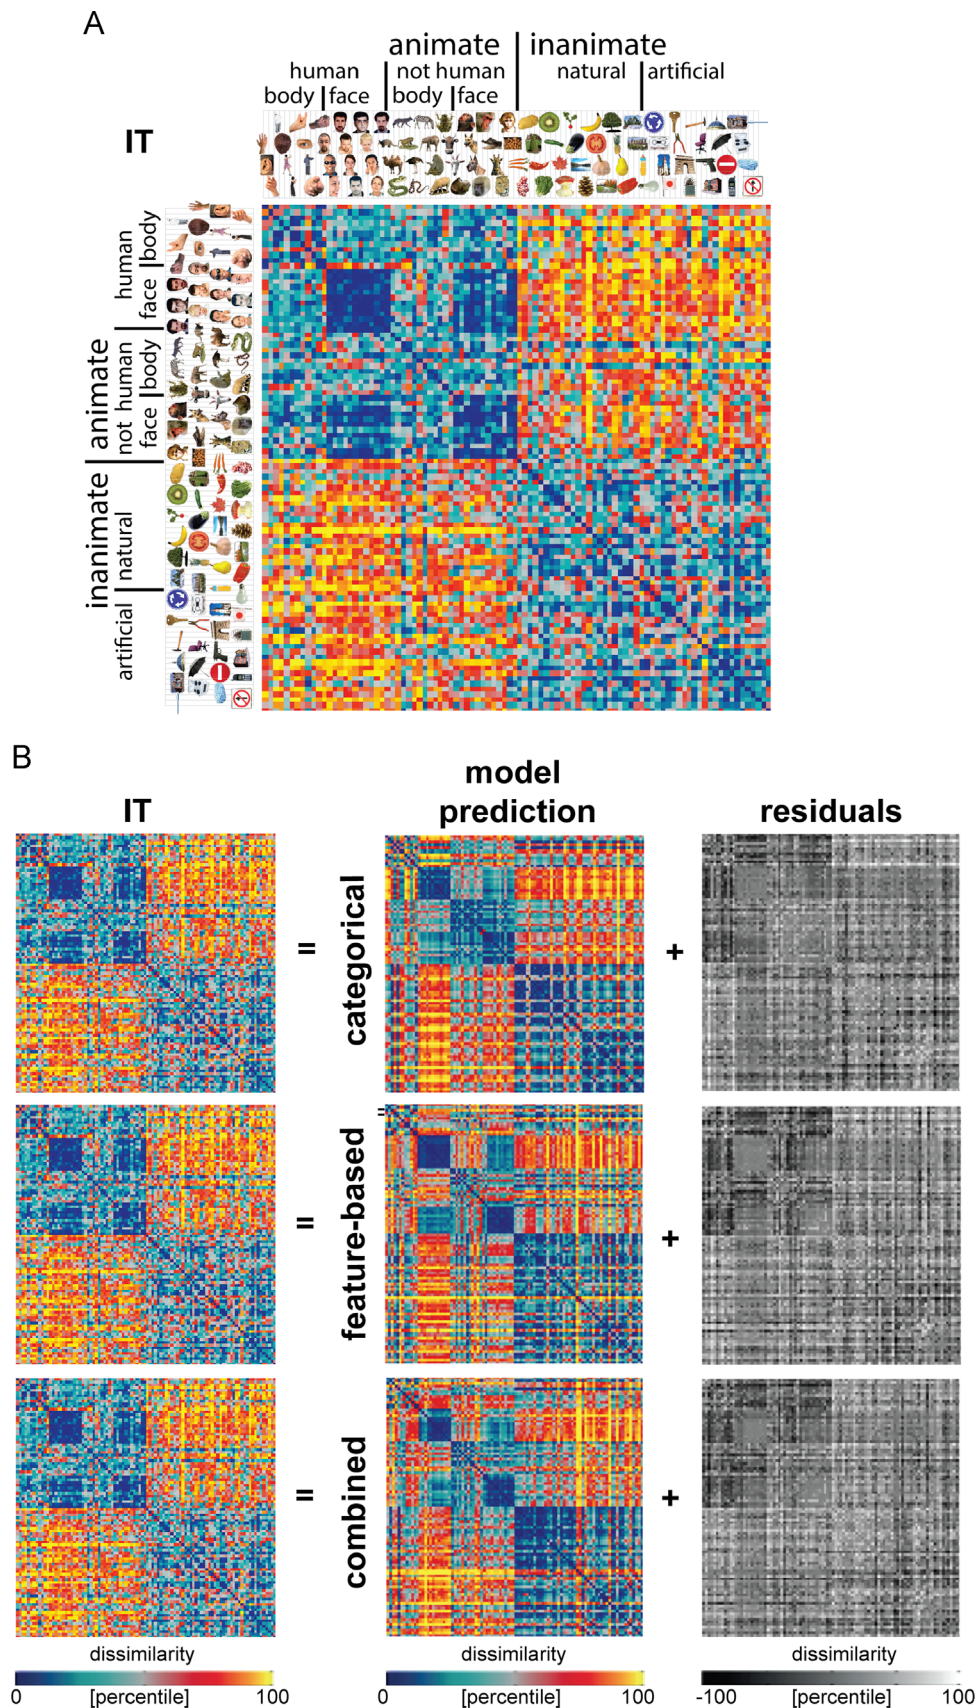 A
animate inanimate
human not human natural artificial
body face body face
IT
human
body
face
animate
not human
body
face
inanimate
natural
artificial
B
IT
model
prediction
residuals
=
categorical
+
=
=
feature-based
+
=
combined
+
dissimilarity
dissimilarity
dissimilarity
0 [percentile] 100
0 [percentile] 100
-100 [percentile] 100